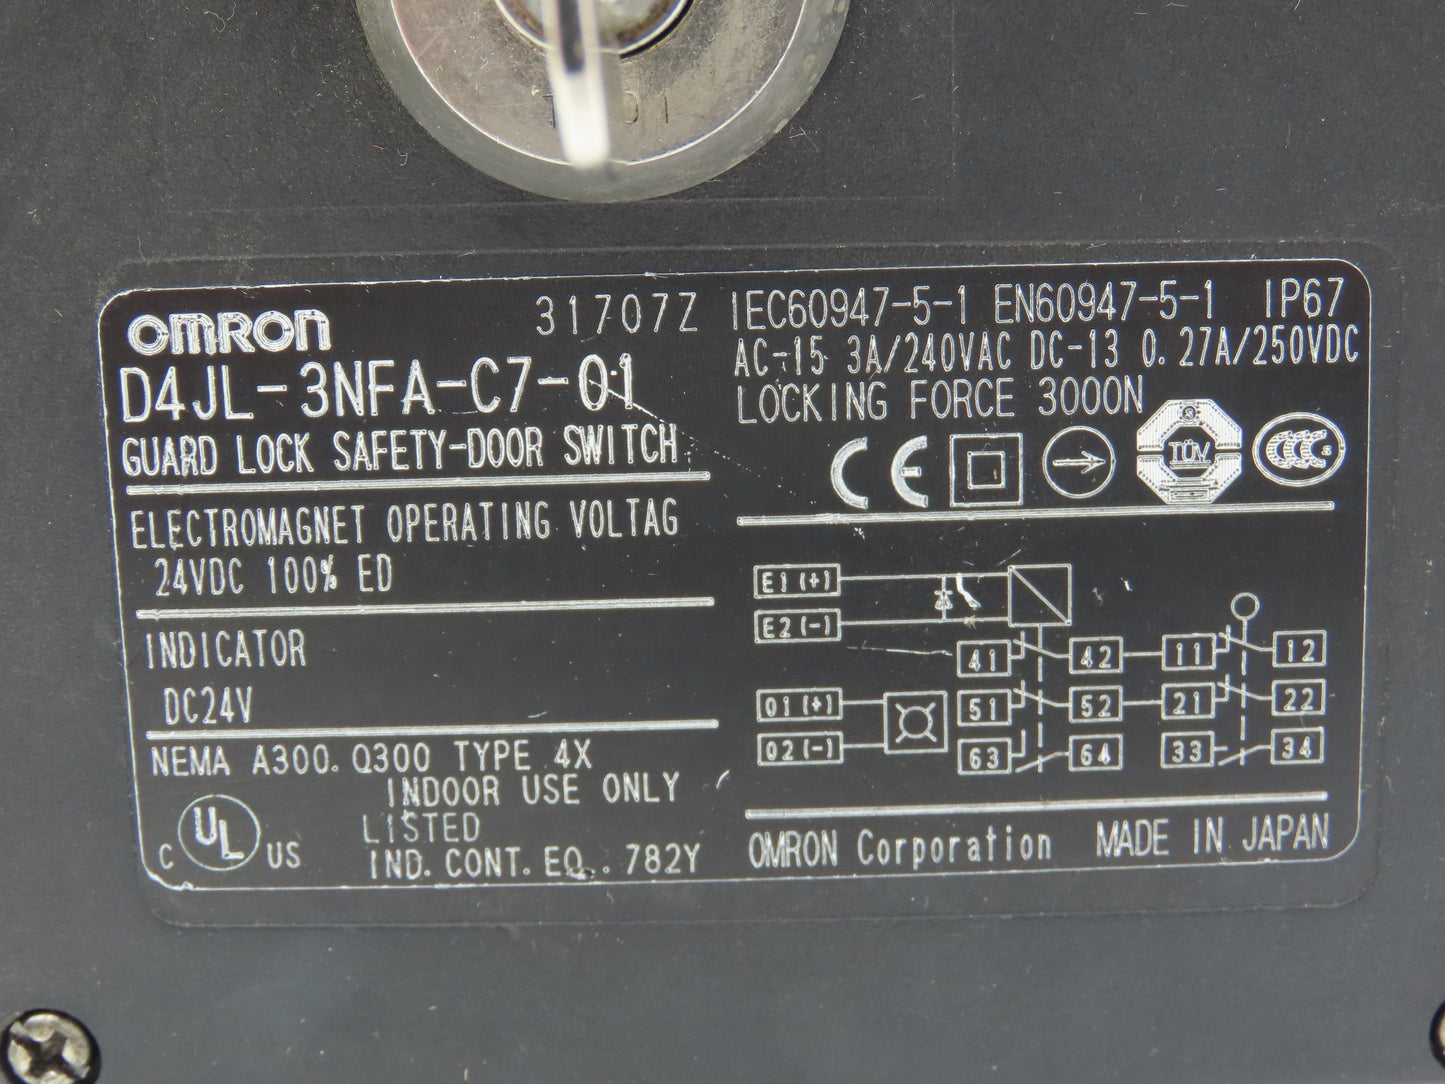 OMRON 31707Z
D4JL-3NFA-C7-01
GUARD LOCK SAFETY-DOOR SWITCH
ELECTROMAGNET OPERATING VOLTAG
24VDC 100% ED
INDICATOR
DC24V
NEMA A300. Q300 TYPE 4X
INDOOR USE ONLY
LISTED
C UL US
IND. CONT. EQ. 782Y
IEC60947-5-1 EN60947-5-1 IP67
AC-15 3A/240VAC DC-13 0.27A/250VDC
LOCKING FORCE 3000N
CE TÜV CCC
E1(+)
E2(-)
41 42 11 12
01(+) 51 52 21 22
02(-) 63 64 33 34
OMRON Corporation MADE IN JAPAN